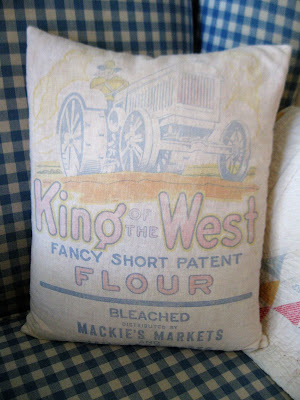 King OF THE West
FANCY SHORT PATENT
FLOUR
BLEACHED
DISTRIBUTED BY
MACKIE'S MARKETS